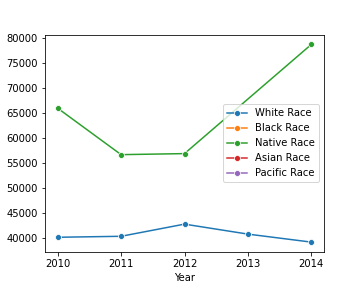 80000
75000
70000
65000
60000
55000
50000
45000
40000
White Race
Black Race
Native Race
Asian Race
Pacific Race
2010 2011 2012 2013 2014
Year